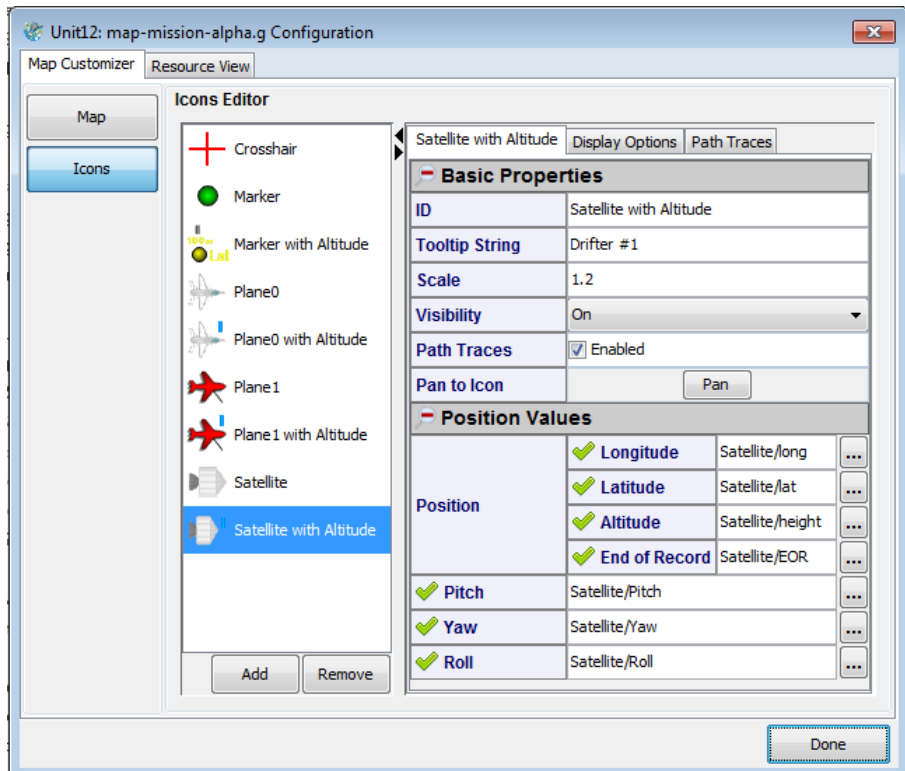 Unit12: map-mission-alpha.g Configuration
Map Customizer
Resource View
Map
Icons
Icons Editor
Crosshair
Marker
100m
Lal
Marker with Altitude
Plane0
Plane0 with Altitude
Plane1
Plane1 with Altitude
Satellite
Satellite with Altitude
Add
Remove
Satellite with Altitude
Display Options
Path Traces
Basic Properties
ID
Satellite with Altitude
Tooltip String
Drifter #1
Scale
1.2
Visibility
On
Path Traces
Enabled
Pan to Icon
Pan
Position Values
Position
Longitude
Satellite/long
...
Latitude
Satellite/lat
...
Altitude
Satellite/height
...
End of Record
Satellite/EOR
...
Pitch
Satellite/Pitch
...
Yaw
Satellite/Yaw
...
Roll
Satellite/Roll
...
Done